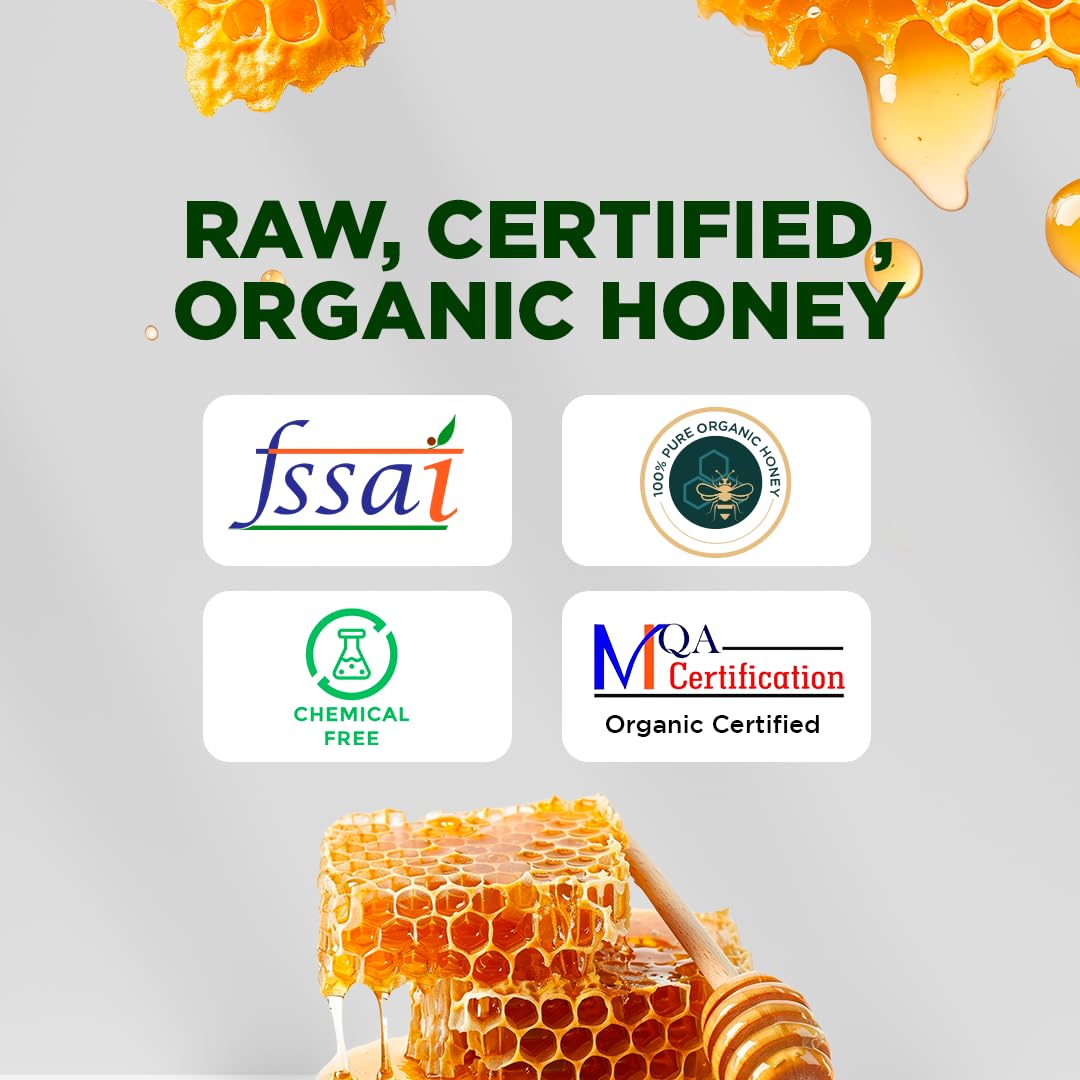 RAW, CERTIFIED,
ORGANIC HONEY
fssai
100% PURE ORGANIC HONEY
CHEMICAL
FREE
MQA
Certification
Organic Certified